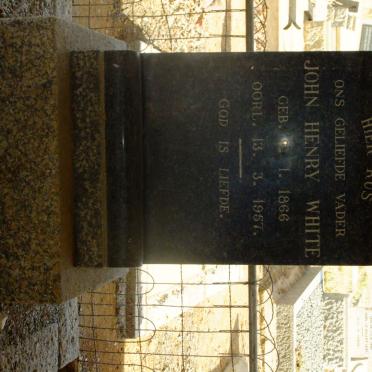 HIER RUS
ONS GELIEFDE VADER
JOHN HENRY WHITE
GEB. 1. 1866
OORL. 13. 3. 1957.
GOD IS LIEFDE.